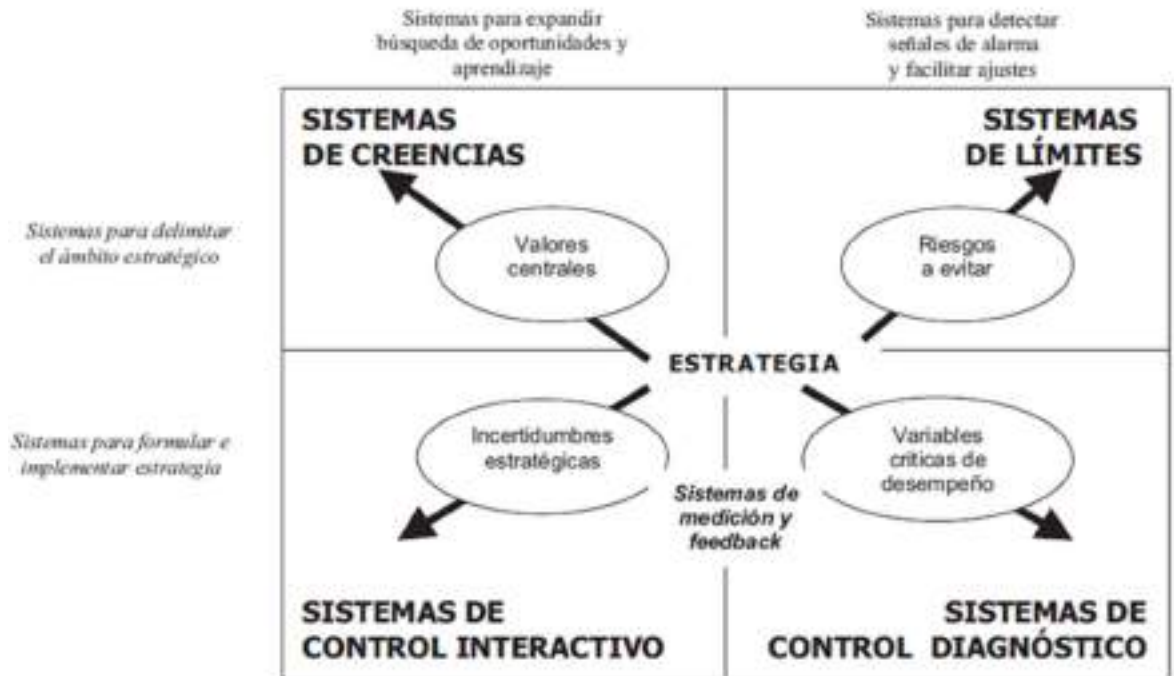 Sistemas para expandir
búsqueda de oportunidades y
aprendizaje
Sistemas para detectar
señales de alarma
y facilitar ajustes
SISTEMAS
DE CREENCIAS
SISTEMAS
DE LÍMITES
Sistemas para delimitar
el ámbito estratégico
Valores
centrales
Riesgos
a evitar
ESTRATEGIA
Sistemas para formular e
implementar estrategia
Incertidumbres
estratégicas
Variables
criticas de
desempeño
Sistemas de
medición y
feedback
SISTEMAS DE
CONTROL INTERACTIVO
SISTEMAS DE
CONTROL DIAGNÓSTICO